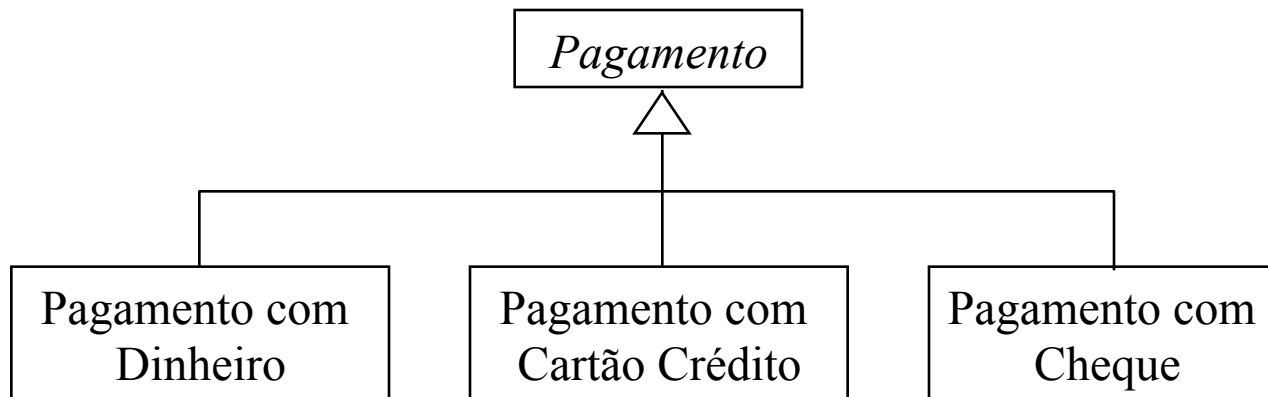 Pagamento
Pagamento com
Dinheiro
Pagamento com
Cartão Crédito
Pagamento com
Cheque